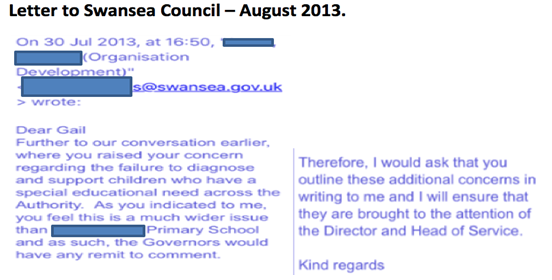 Letter to Swansea Council – August 2013.
On 30 Jul 2013, at 16:50, "
(Organisation
Development)"
s@swansea.gov.uk
> wrote:
Dear Gail
Further to our conversation earlier,
where you raised your concern
regarding the failure to diagnose
and support children who have a
special educational need across the
Authority. As you indicated to me,
you feel this is a much wider issue
than Primary School
and as such, the Governors would
have any remit to comment.
Therefore, I would ask that you
outline these additional concerns in
writing to me and I will ensure that
they are brought to the attention of
the Director and Head of Service.
Kind regards